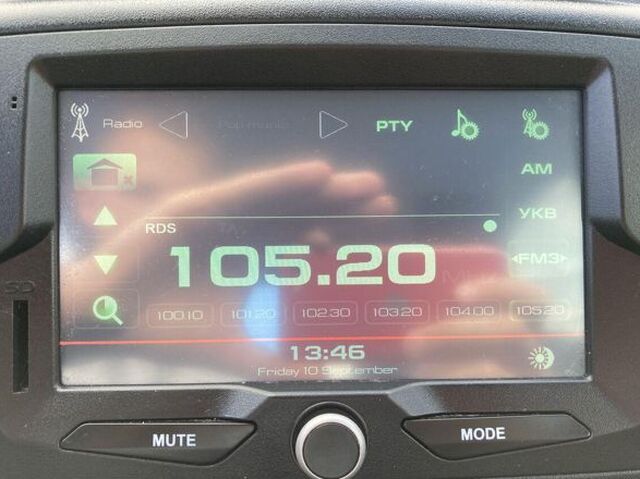 Radio
PTY
AM
УКВ
RDS
105.20
FM3
100.10 101.20 102.30 103.20 104.00 105.20
13:46
Friday 10 September
SD
MUTE
MODE